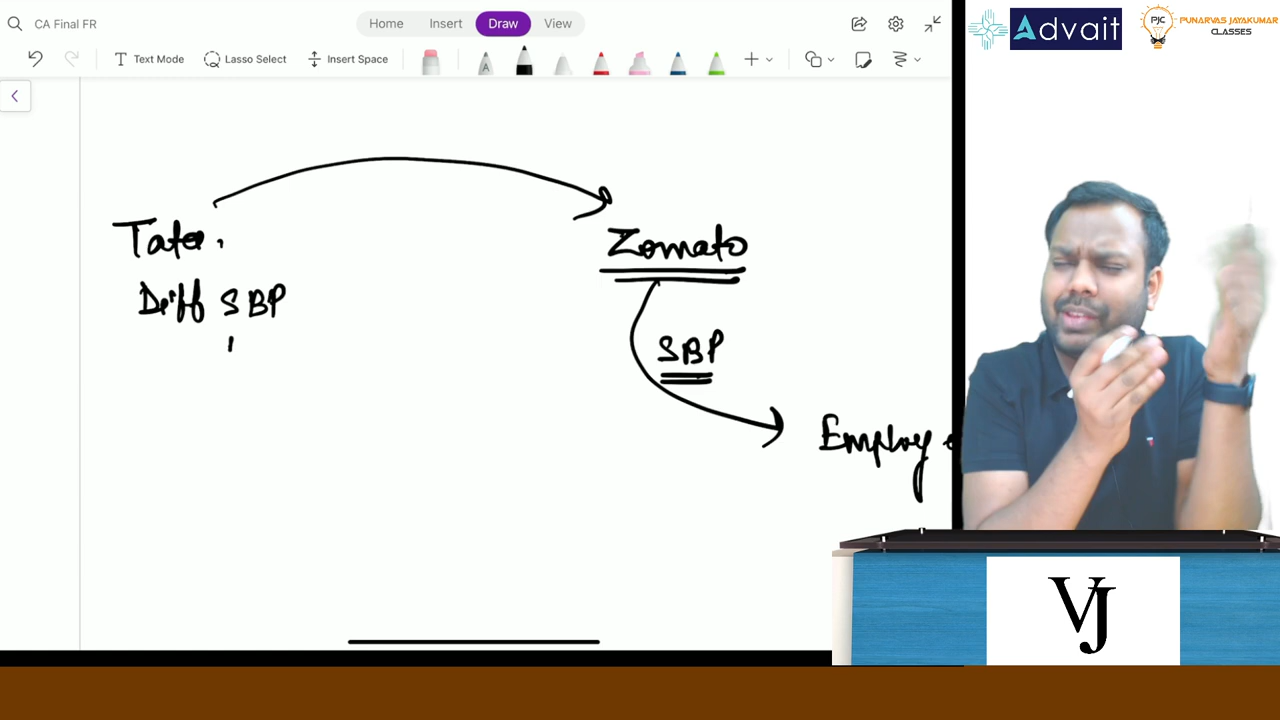 CA Final FR
Home Insert Draw View
Text Mode Lasso Select Insert Space
A
Advait
PJC PUNARVAS JAYAKUMAR
CLASSES
Tata.
Zomato
Diff SBP
SBP
Employ
VJ